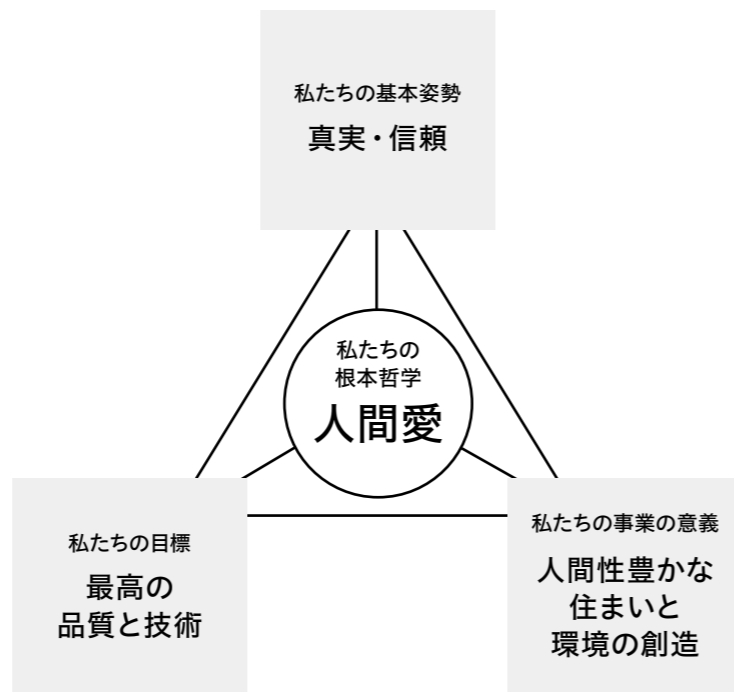 私たちの基本姿勢
真実・信頼
私たちの
根本哲学
人間愛
私たちの目標
最高の
品質と技術
私たちの事業の意義
人間性豊かな
住まいと
環境の創造